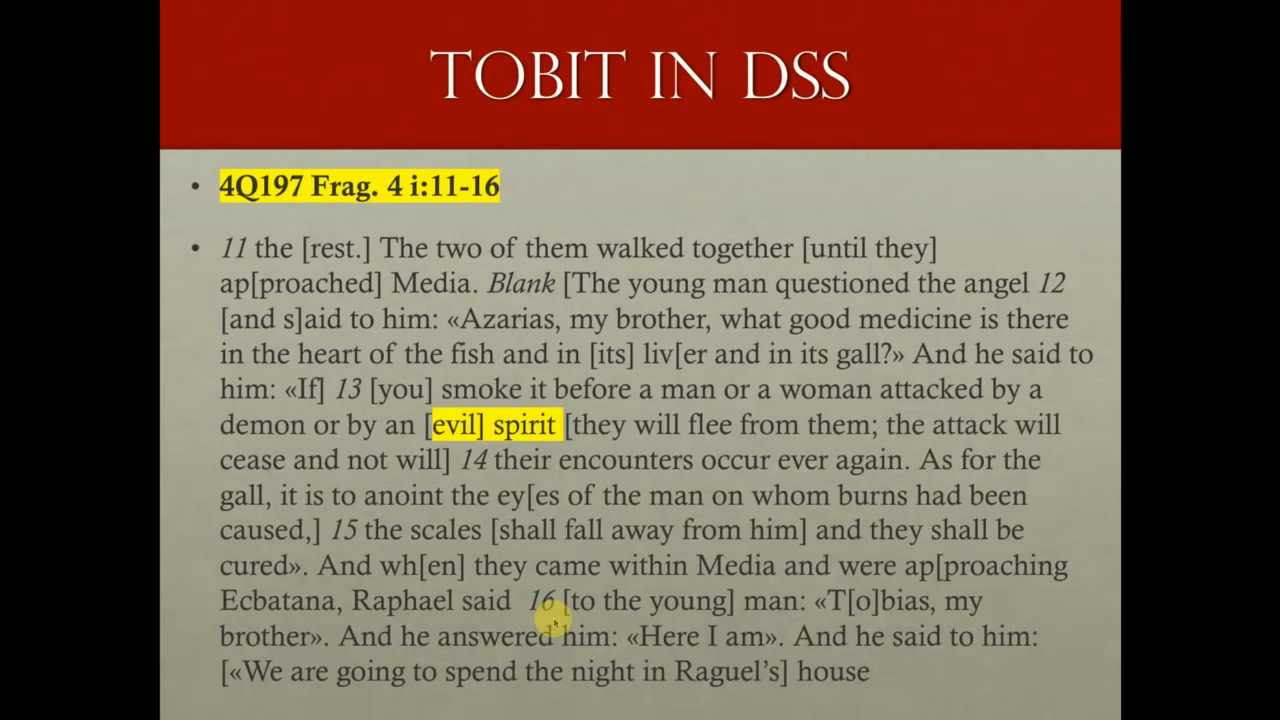 TOBIT IN DSS
• 4Q197 Frag. 4 i:11-16
• 11 the [rest.] The two of them walked together [until they]
ap[proached] Media. Blank [The young man questioned the angel 12
[and s]aid to him: «Azarias, my brother, what good medicine is there
in the heart of the fish and in [its] liv[er and in its gall?» And he said to
him: «If] 13 [you] smoke it before a man or a woman attacked by a
demon or by an [evil] spirit [they will flee from them; the attack will
cease and not will] 14 their encounters occur ever again. As for the
gall, it is to anoint the ey[es of the man on whom burns had been
caused,] 15 the scales [shall fall away from him] and they shall be
cured». And wh[en] they came within Media and were ap[proaching
Ecbatana, Raphael said 16 [to the young] man: «T[o]bias, my
brother». And he answered him: «Here I am». And he said to him:
[«We are going to spend the night in Raguel’s] house